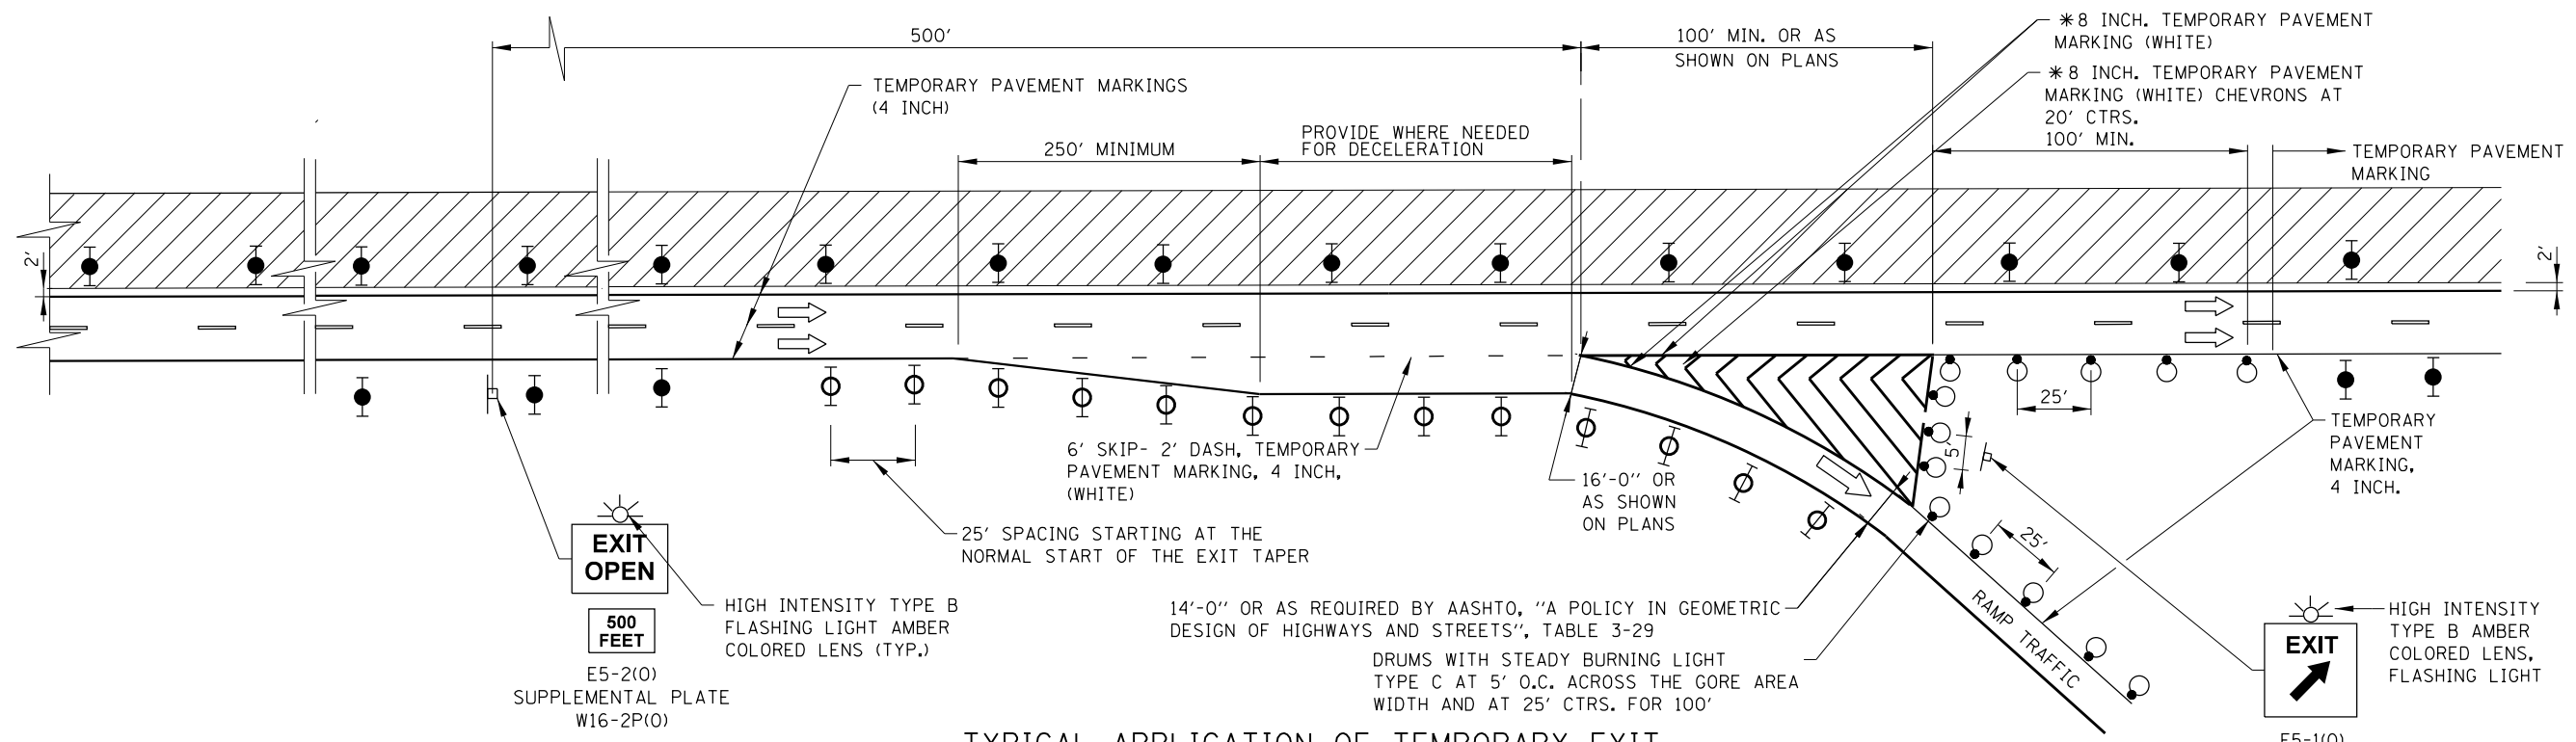 500'
100' MIN. OR AS
SHOWN ON PLANS
*8 INCH. TEMPORARY PAVEMENT
MARKING (WHITE)
*8 INCH. TEMPORARY PAVEMENT
MARKING (WHITE) CHEVRONS AT
20' CTRS.
100' MIN.
TEMPORARY PAVEMENT MARKINGS
(4 INCH)
250' MINIMUM
PROVIDE WHERE NEEDED
FOR DECELERATION
TEMPORARY PAVEMENT
MARKING
2'
2'
25'
5'
6' SKIP- 2' DASH, TEMPORARY
PAVEMENT MARKING, 4 INCH,
(WHITE)
16'-0" OR
AS SHOWN
ON PLANS
TEMPORARY
PAVEMENT
MARKING,
4 INCH.
25' SPACING STARTING AT THE
NORMAL START OF THE EXIT TAPER
25'
EXIT
OPEN
500
FEET
E5-2(O)
SUPPLEMENTAL PLATE
W16-2P(O)
HIGH INTENSITY TYPE B
FLASHING LIGHT AMBER
COLORED LENS (TYP.)
14'-0" OR AS REQUIRED BY AASHTO, "A POLICY IN GEOMETRIC
DESIGN OF HIGHWAYS AND STREETS", TABLE 3-29
DRUMS WITH STEADY BURNING LIGHT
TYPE C AT 5' O.C. ACROSS THE GORE AREA
WIDTH AND AT 25' CTRS. FOR 100'
RAMP TRAFFIC
EXIT
HIGH INTENSITY
TYPE B AMBER
COLORED LENS,
FLASHING LIGHT
E5-1(O)
TYPICAL APPLICATION OF TEMPORARY EXIT